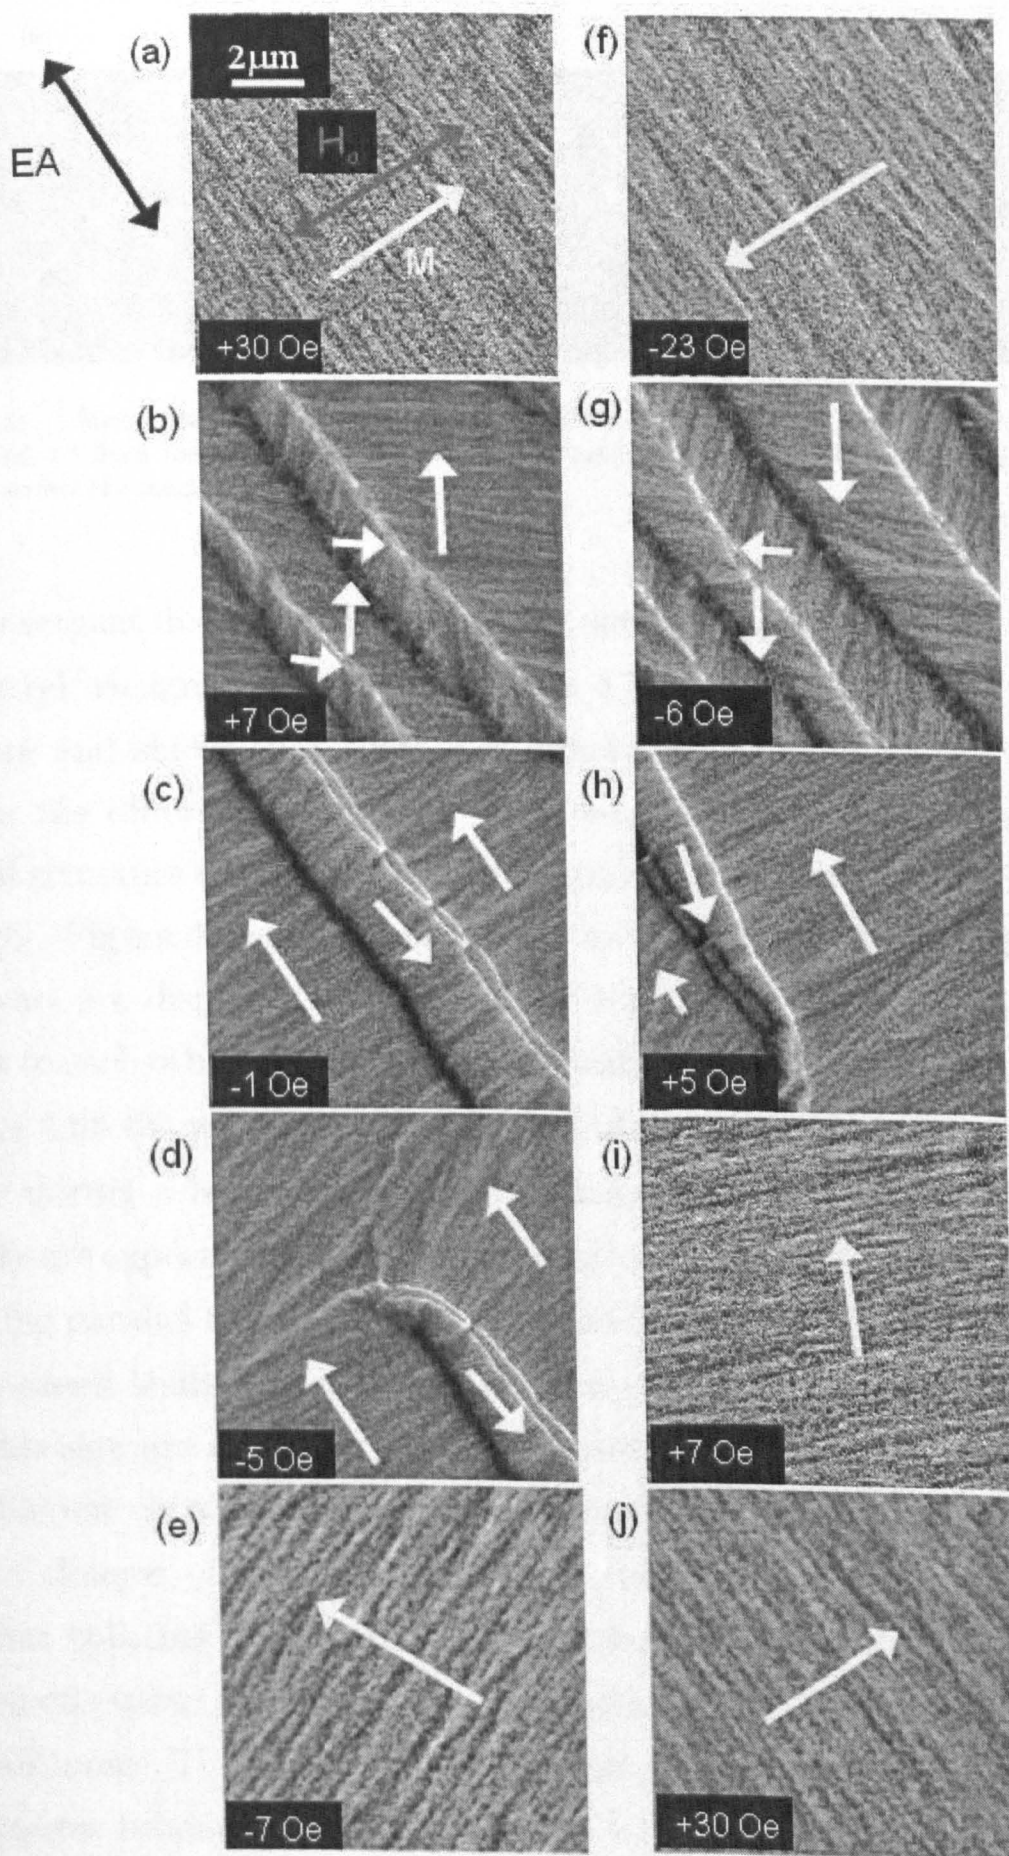 (a)
2μm
EA
Hα
M
+30 Oe
(b)
+7 Oe
(c)
-1 Oe
(d)
-5 Oe
(e)
-7 Oe
(f)
-23 Oe
(g)
-6 Oe
(h)
+5 Oe
(i)
+7 Oe
(j)
+30 Oe